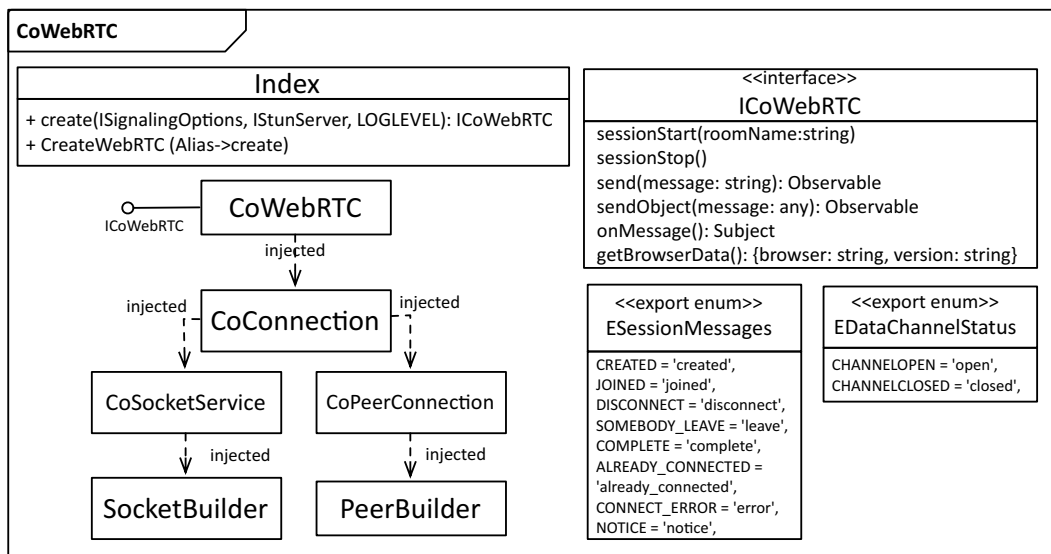 CoWebRTC
Index
+ create(ISignalingOptions, IStunServer, LOGLEVEL): ICoWebRTC
+ CreateWebRTC (Alias->create)
<<interface>>
ICoWebRTC
sessionStart(roomName:string)
sessionStop()
send(message: string): Observable
sendObject(message: any): Observable
onMessage(): Subject
getBrowserData(): {browser: string, version: string}
CoWebRTC
ICoWebRTC
injected
injected
CoConnection
injected
CoSocketService
CoPeerConnection
injected
injected
SocketBuilder
PeerBuilder
<<export enum>>
ESessionMessages
CREATED = 'created',
JOINED = 'joined',
DISCONNECT = 'disconnect',
SOMEBODY_LEAVE = 'leave',
COMPLETE = 'complete',
ALREADY_CONNECTED =
'already_connected',
CONNECT_ERROR = 'error',
NOTICE = 'notice',
<<export enum>>
EDataChannelStatus
CHANNELOPEN = 'open',
CHANNELCLOSED = 'closed',